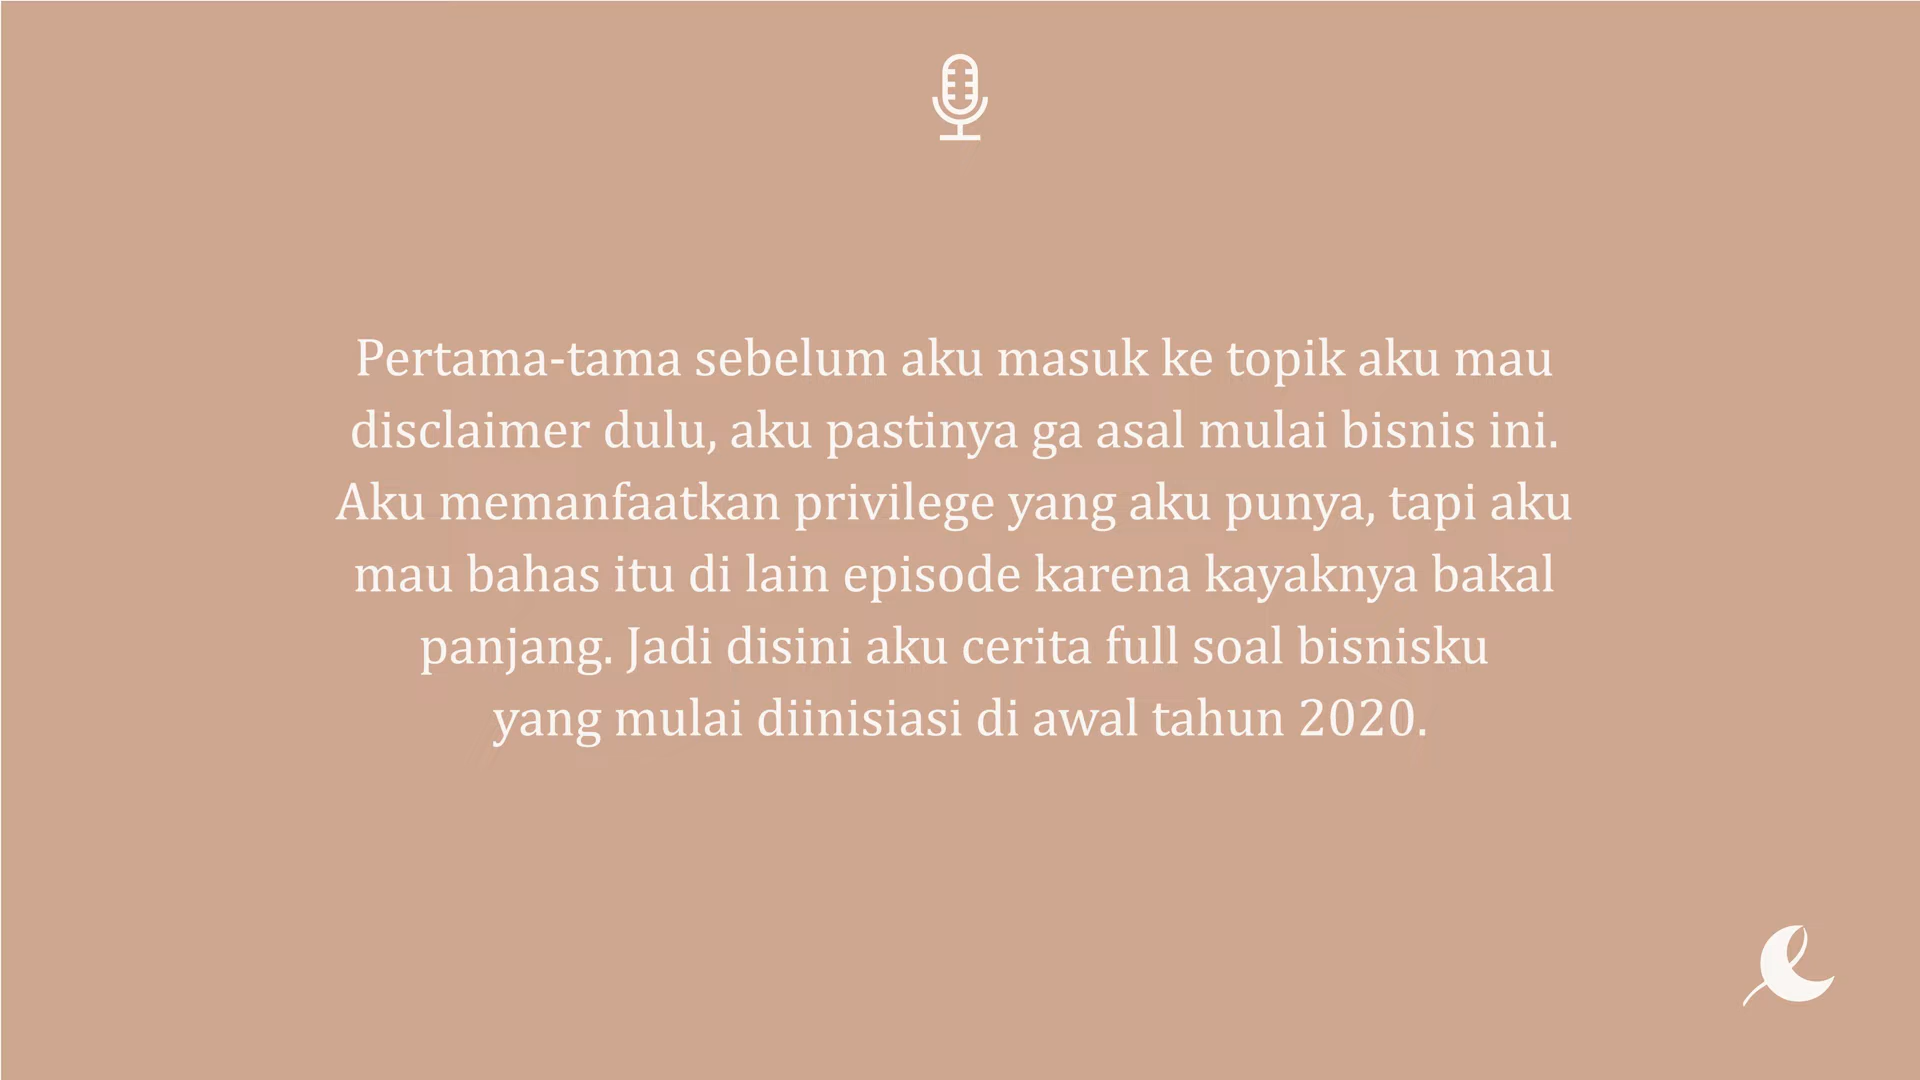 Pertama-tama sebelum aku masuk ke topik aku mau
disclaimer dulu, aku pastinya ga asal mulai bisnis ini.
Aku memanfaatkan privilege yang aku punya, tapi aku
mau bahas itu di lain episode karena kayaknya bakal
panjang. Jadi disini aku cerita full soal bisnisku
yang mulai diinisiasi di awal tahun 2020.